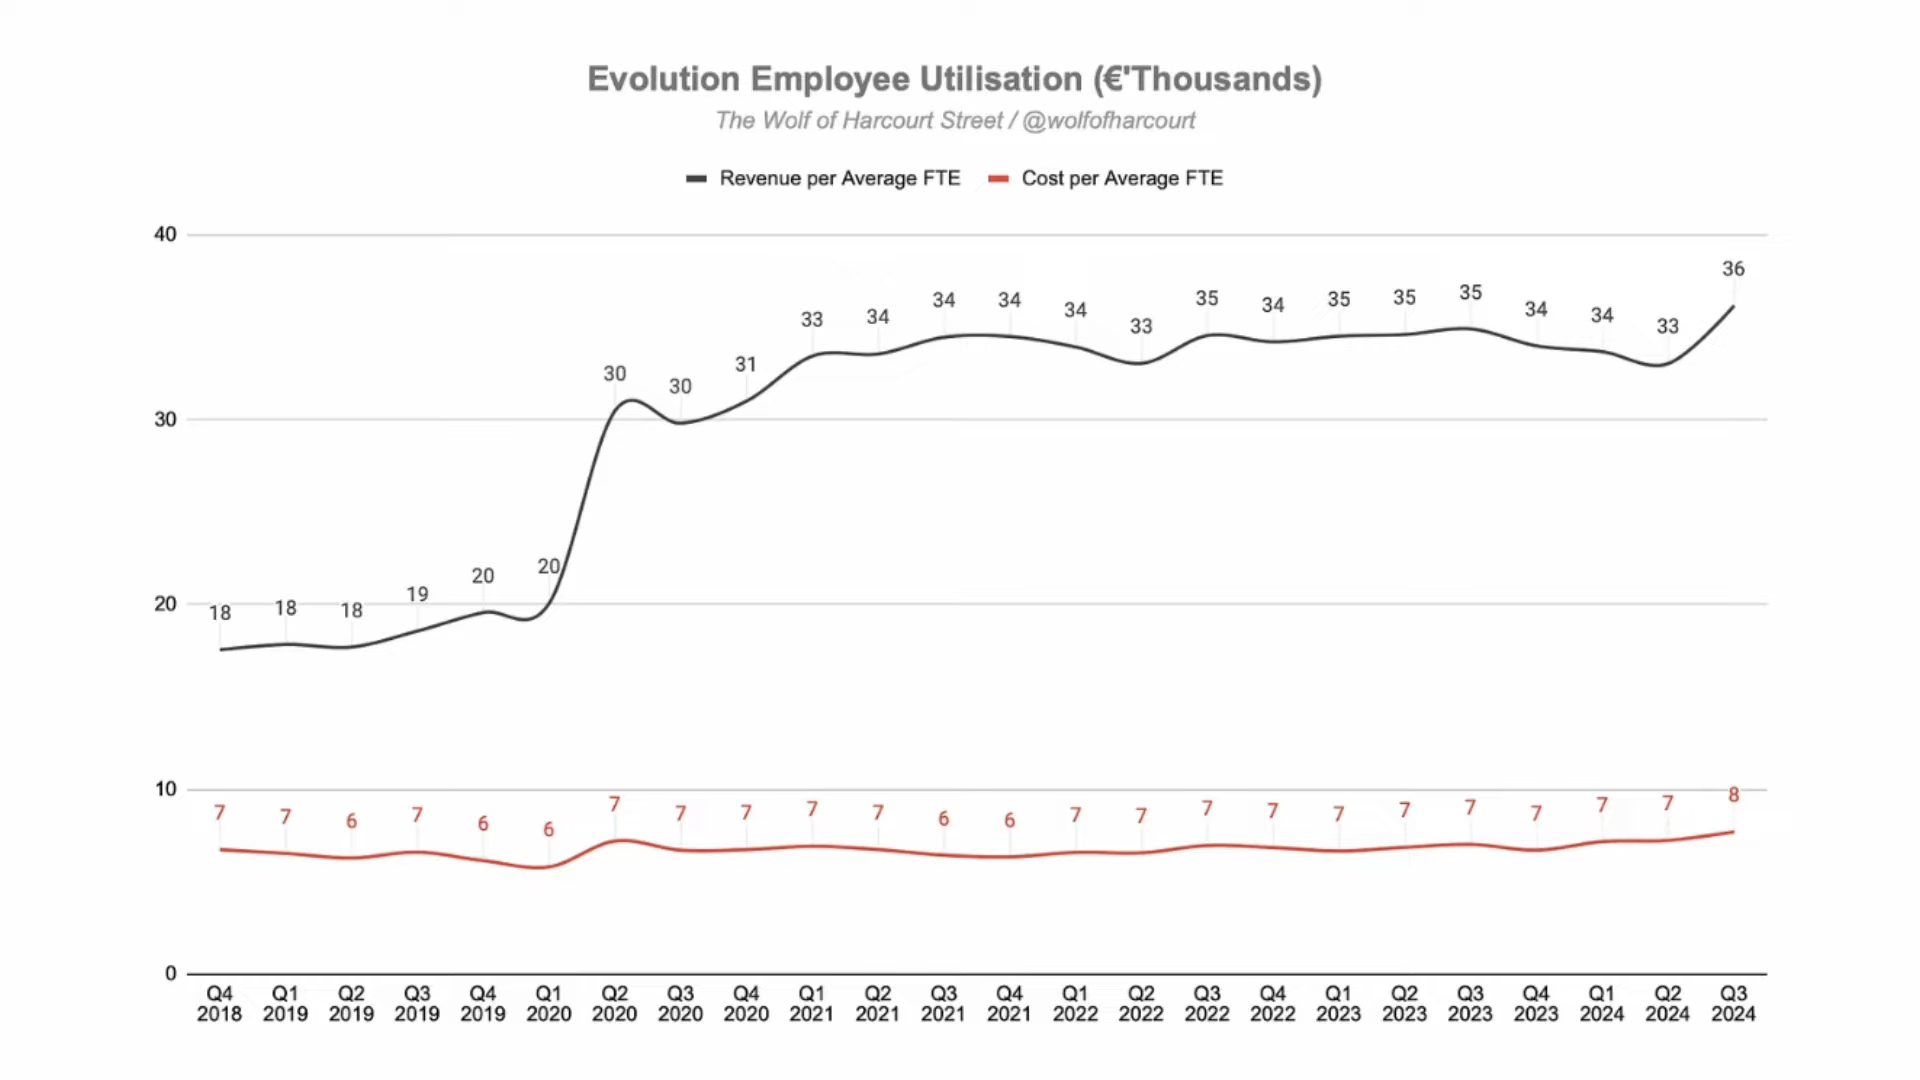 Evolution Employee Utilisation (€'Thousands)
The Wolf of Harcourt Street / @wolfofharcourt
Revenue per Average FTE Cost per Average FTE
40
30
20
10
0
18 18 18 19 20 20 30 30 31 33 34 34 34 34 33 35 34 35 35 35 34 34 33 36
7 7 6 7 6 6 7 7 7 7 7 6 6 7 7 7 7 7 7 7 7 7 7 8
Q4 Q1 Q2 Q3 Q4 Q1 Q2 Q3 Q4 Q1 Q2 Q3 Q4 Q1 Q2 Q3 Q4 Q1 Q2 Q3 Q4 Q1 Q2 Q3
2018 2019 2019 2019 2019 2020 2020 2020 2020 2021 2021 2021 2021 2022 2022 2022 2022 2023 2023 2023 2023 2024 2024 2024